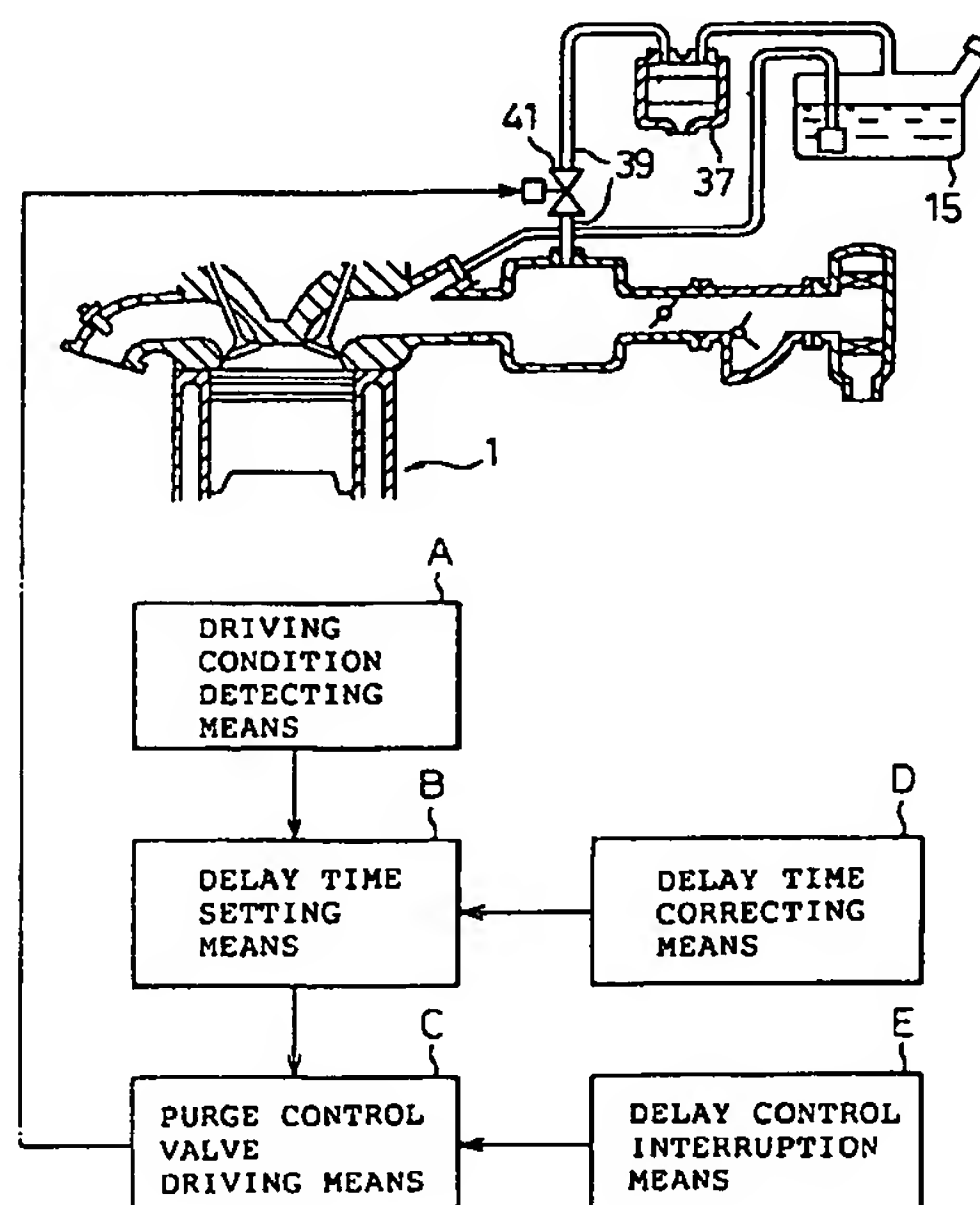 41
39
37
15
1
A
DRIVING
CONDITION
DETECTING
MEANS
B
DELAY TIME
SETTING
MEANS
D
DELAY TIME
CORRECTING
MEANS
C
PURGE CONTROL
VALVE
DRIVING MEANS
E
DELAY CONTROL
INTERRUPTION
MEANS